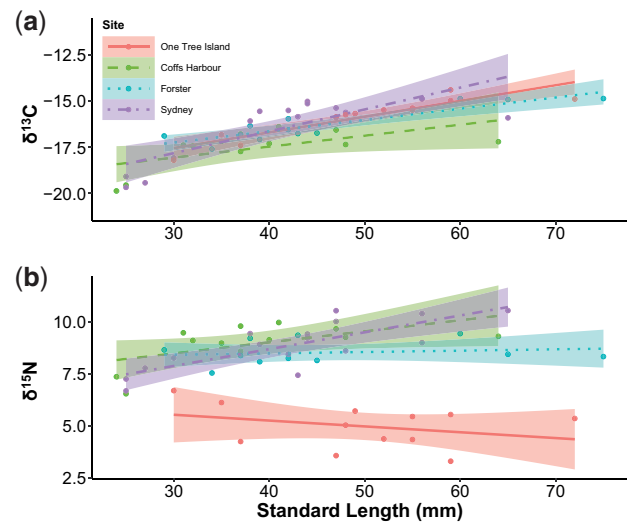 (a)
Site
One Tree Island
Coffs Harbour
Forster
Sydney
δ13C
−12.5
−15.0
−17.5
−20.0
30 40 50 60 70
(b)
δ15N
10.0
7.5
5.0
2.5
30 40 50 60 70
Standard Length (mm)